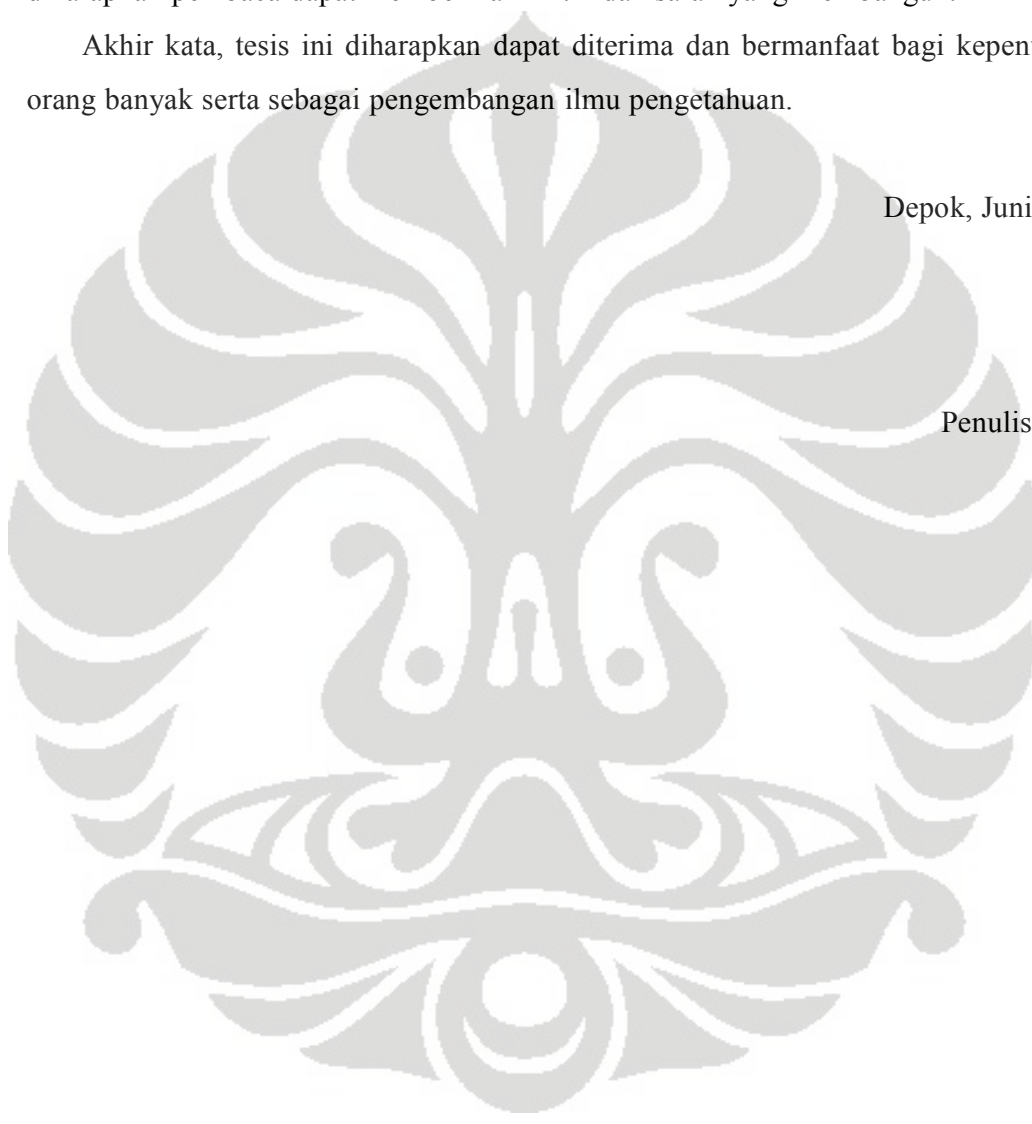 Akhir kata, tesis ini diharapkan dapat diterima dan bermanfaat bagi
orang banyak serta sebagai pengembangan ilmu pengetahuan.
Depok, Juni
Penulis